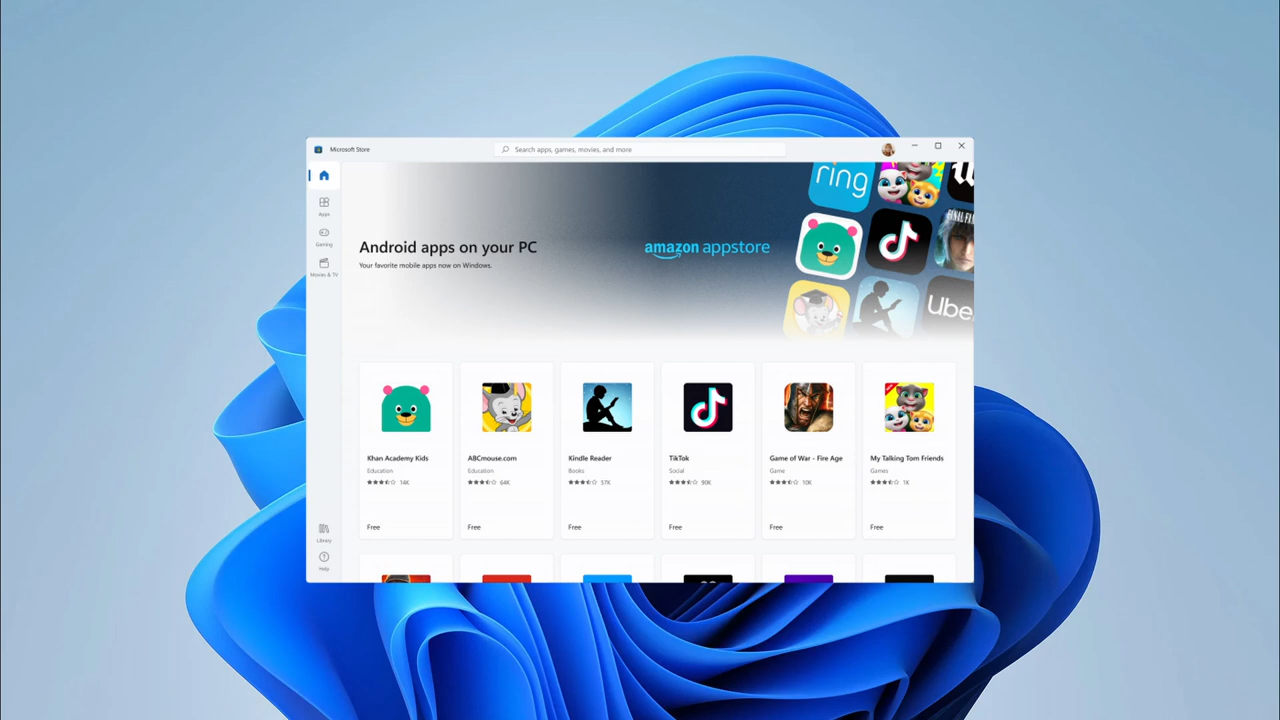 Microsoft Store
Search apps, games, movies, and more
Apps
Gaming
Movies & TV
Library
Help
Android apps on your PC
Your favorite mobile apps now on Windows.
amazon appstore
ring
FINAL FAN
Uber
Khan Academy Kids
Education
14K
Free
ABCmouse.com
Education
64K
Free
Kindle Reader
Books
57K
Free
TikTok
Social
90K
Free
Game of War - Fire Age
Game
10K
Free
My Talking Tom Friends
Games
1K
Free